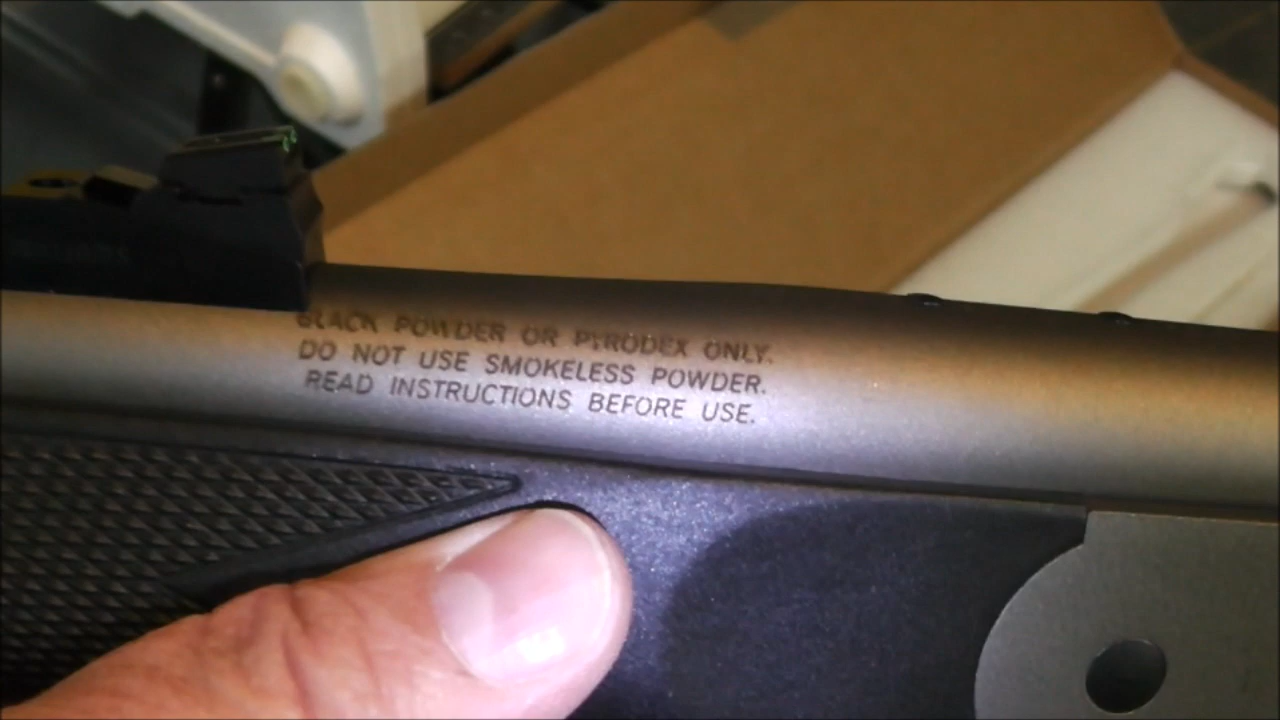 BLACK POWDER OR PYRODEX ONLY.
DO NOT USE SMOKELESS POWDER.
READ INSTRUCTIONS BEFORE USE.